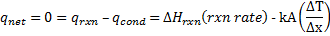 q_net = 0 = q_rxn − q_cond = ΔH_rxn(rxn rate) - kA(ΔT/Δx)